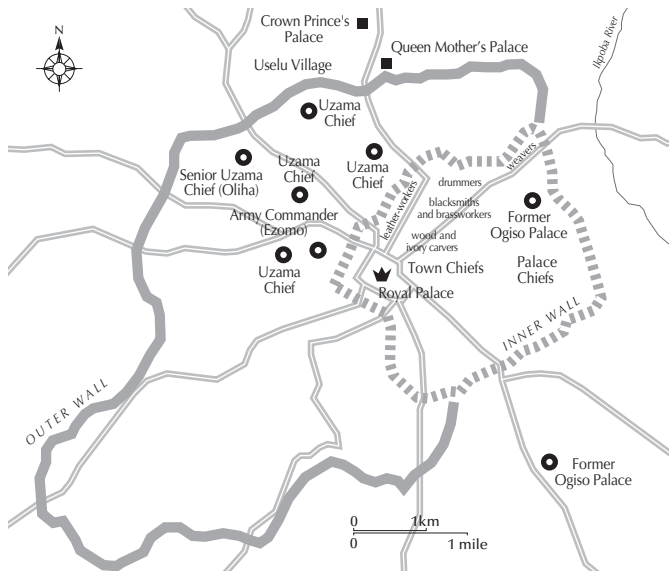 Crown Prince's
Palace
N
Queen Mother's Palace
Ikpoba River
Uselu Village
Uzama
Chief
Senior Uzama
Chief (Oliha)
Uzama
Chief
Uzama
Chief
weavers
drummers
leather-workers
blacksmiths
and brassworkers
Army Commander
(Ezomo)
Former
Ogiso Palace
wood and
ivory carvers
Uzama
Chief
Town Chiefs
Palace
Chiefs
Royal Palace
INNER WALL
OUTER WALL
Former
Ogiso Palace
0 1km
0 1 mile